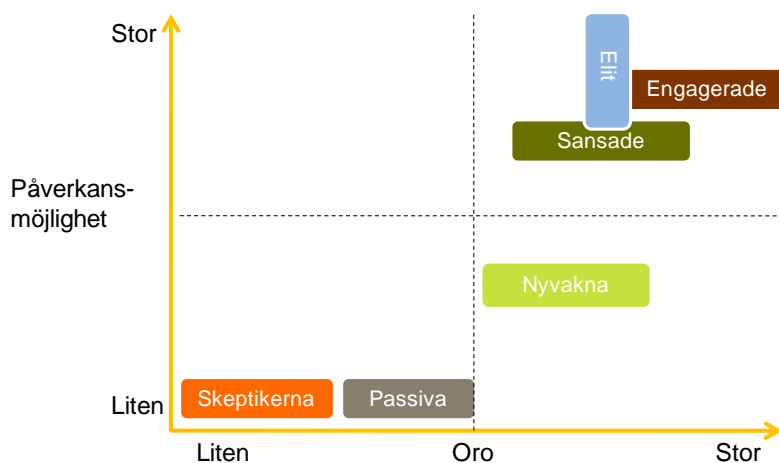 Stor
Elit
Engagerade
Sansade
Påverkans-
möjlighet
Nyvakna
Skeptikerna
Passiva
Liten
Liten
Oro
Stor